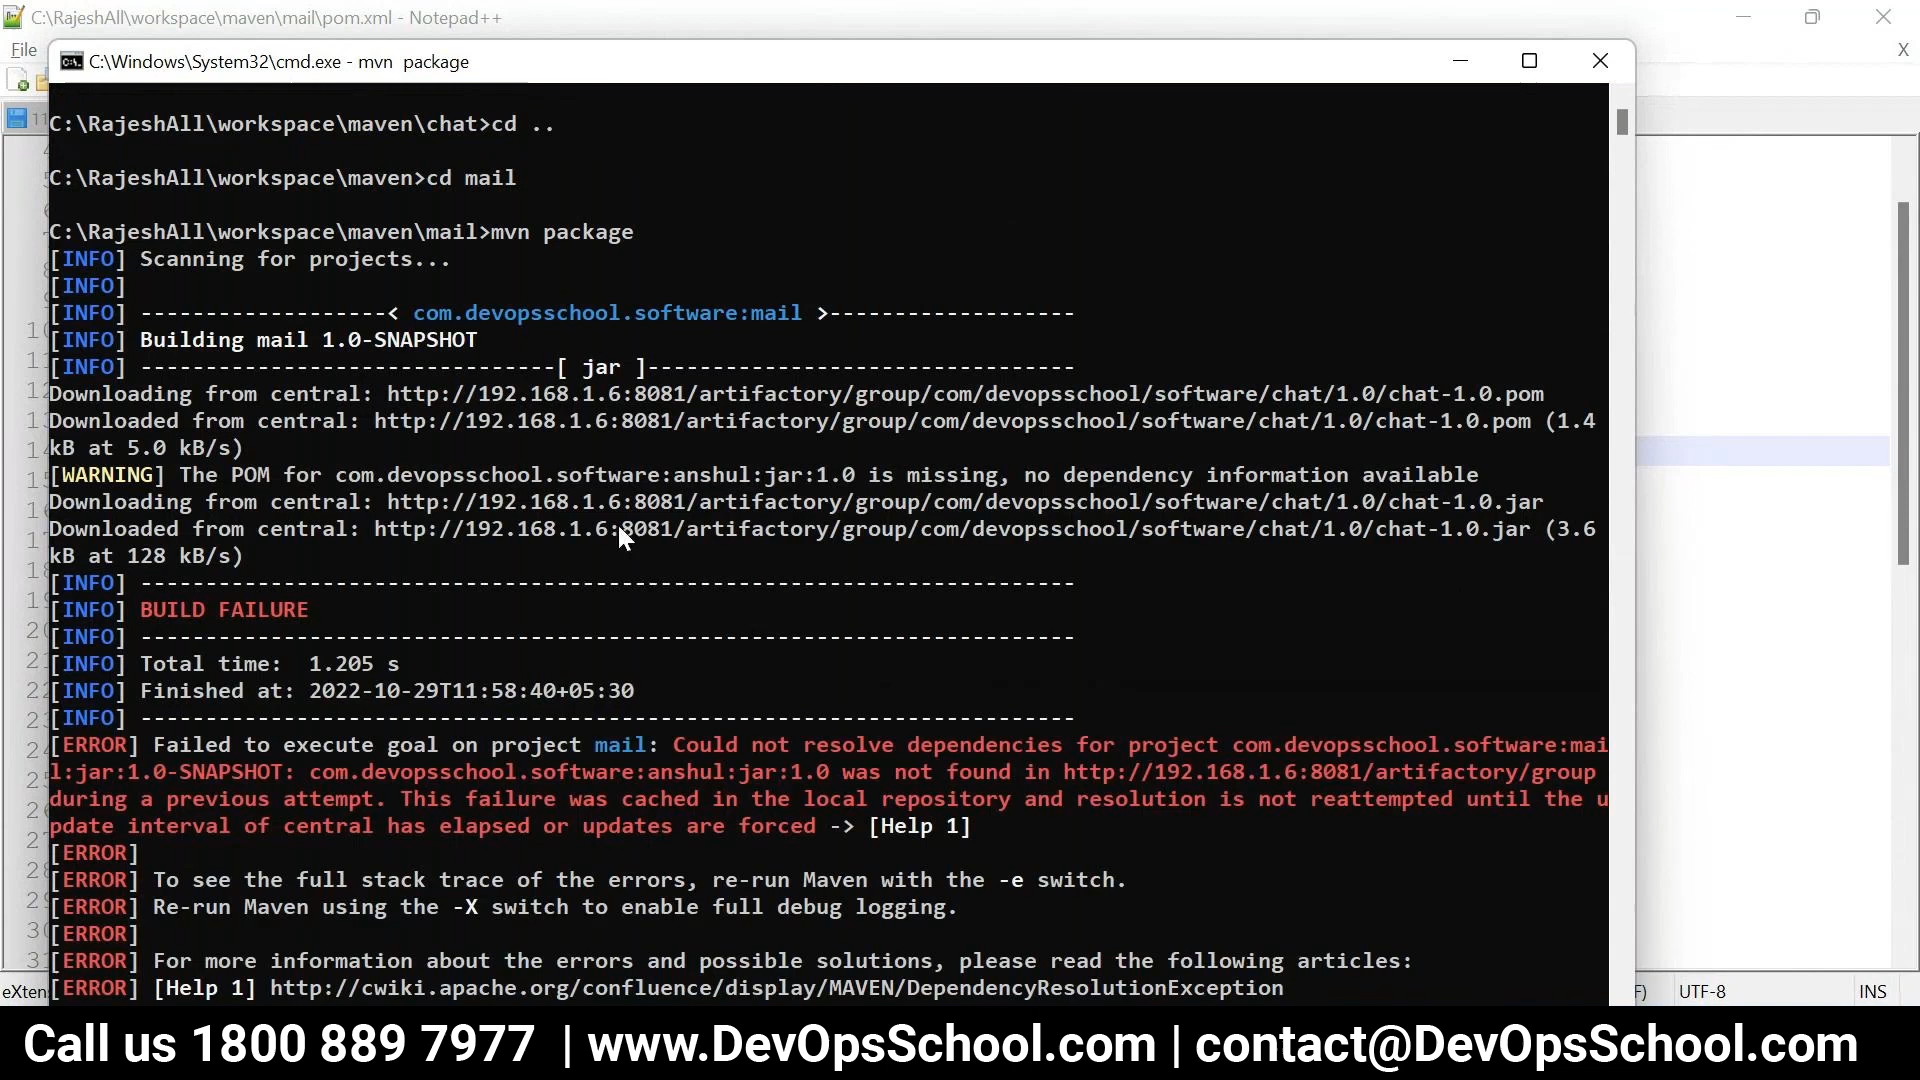 C:\RajeshAll\workspace\maven\mail\pom.xml - Notepad++
File
X
C:\Windows\System32\cmd.exe - mvn  package
C:\RajeshAll\workspace\maven\chat>cd ..
C:\RajeshAll\workspace\maven>cd mail
C:\RajeshAll\workspace\maven\mail>mvn package
[INFO] Scanning for projects...
[INFO]
[INFO] -------------------< com.devopsschool.software:mail >-------------------
[INFO] Building mail 1.0-SNAPSHOT
[INFO] --------------------------------[ jar ]---------------------------------
Downloading from central: http://192.168.1.6:8081/artifactory/group/com/devopsschool/software/chat/1.0/chat-1.0.pom
Downloaded from central: http://192.168.1.6:8081/artifactory/group/com/devopsschool/software/chat/1.0/chat-1.0.pom (1.4
kB at 5.0 kB/s)
[WARNING] The POM for com.devopsschool.software:anshul:jar:1.0 is missing, no dependency information available
Downloading from central: http://192.168.1.6:8081/artifactory/group/com/devopsschool/software/chat/1.0/chat-1.0.jar
Downloaded from central: http://192.168.1.6:8081/artifactory/group/com/devopsschool/software/chat/1.0/chat-1.0.jar (3.6
kB at 128 kB/s)
[INFO] ------------------------------------------------------------------------
[INFO] BUILD FAILURE
[INFO] ------------------------------------------------------------------------
[INFO] Total time:  1.205 s
[INFO] Finished at: 2022-10-29T11:58:40+05:30
[INFO] ------------------------------------------------------------------------
[ERROR] Failed to execute goal on project mail: Could not resolve dependencies for project com.devopsschool.software:mai
l:jar:1.0-SNAPSHOT: com.devopsschool.software:anshul:jar:1.0 was not found in http://192.168.1.6:8081/artifactory/group
during a previous attempt. This failure was cached in the local repository and resolution is not reattempted until the u
pdate interval of central has elapsed or updates are forced -> [Help 1]
[ERROR]
[ERROR] To see the full stack trace of the errors, re-run Maven with the -e switch.
[ERROR] Re-run Maven using the -X switch to enable full debug logging.
[ERROR]
[ERROR] For more information about the errors and possible solutions, please read the following articles:
[ERROR] [Help 1] http://cwiki.apache.org/confluence/display/MAVEN/DependencyResolutionException
UTF-8
INS
Call us 1800 889 7977 | www.DevOpsSchool.com | contact@DevOpsSchool.com